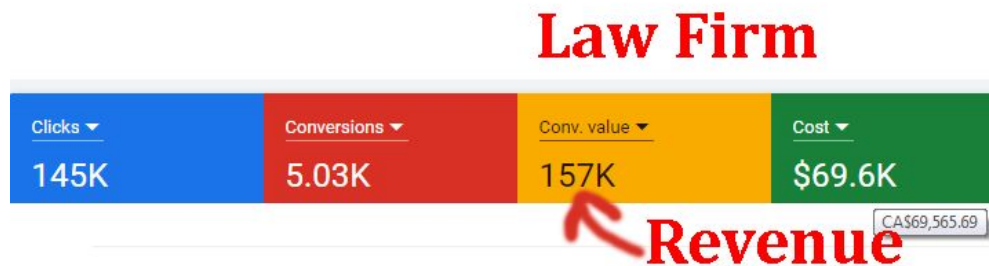 Law Firm
Clicks Conversions Conv. value Cost
145K 5.03K 157K $69.6K
CA$69,565.69
Revenue